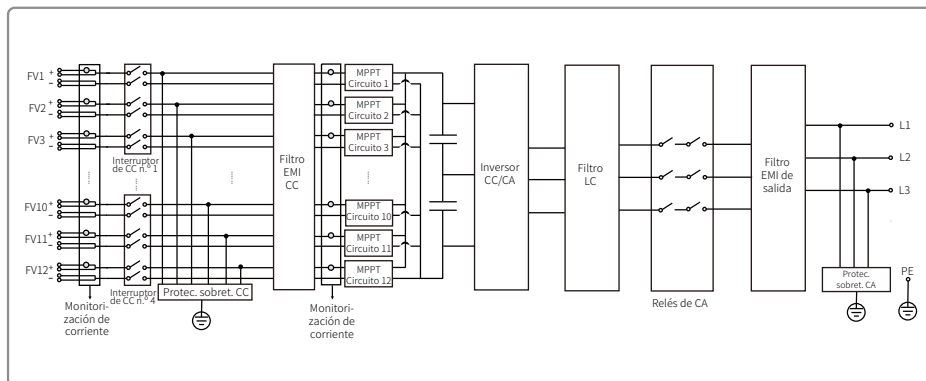 FV1 +
−
FV2 +
−
FV3 +
−
FV10 +
−
FV11 +
−
FV12 +
−
Monitori-
zación de
corriente
Interruptor
de CC n.º 1
Interruptor
de CC n.º 4
Protec. sobret. CC
Filtro
EMI
CC
Monitori-
zación de
corriente
MPPT
Circuito 1
MPPT
Circuito 2
MPPT
Circuito 3
MPPT
Circuito 10
MPPT
Circuito 11
MPPT
Circuito 12
Inversor
CC/CA
Filtro
LC
Relés de CA
Filtro
EMI de
salida
L1
L2
L3
Protec.
sobret. CA
PE